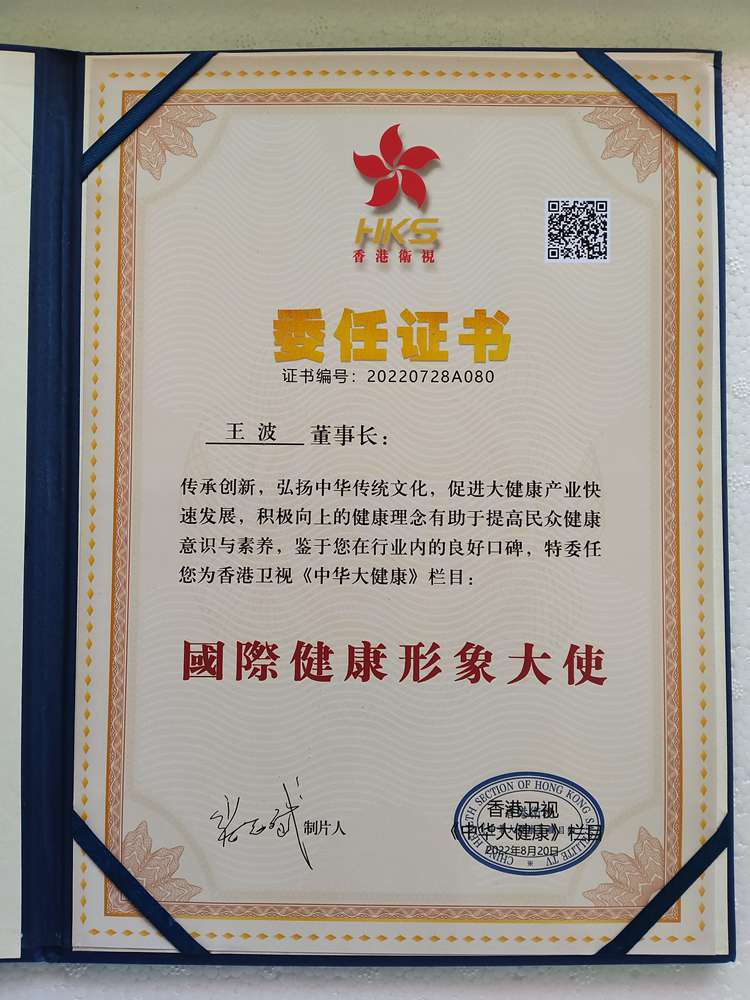 HKS
香港衛視
委任证书
证书编号：20220728A080
王波 董事长：
传承创新，弘扬中华传统文化，促进大健康产业快
速发展，积极向上的健康理念有助于提高民众健康
意识与素养，鉴于您在行业内的良好口碑，特委任
您为香港卫视《中华大健康》栏目：
國際健康形象大使
制片人
香港卫视
《中华大健康》栏目
2022年8月20日